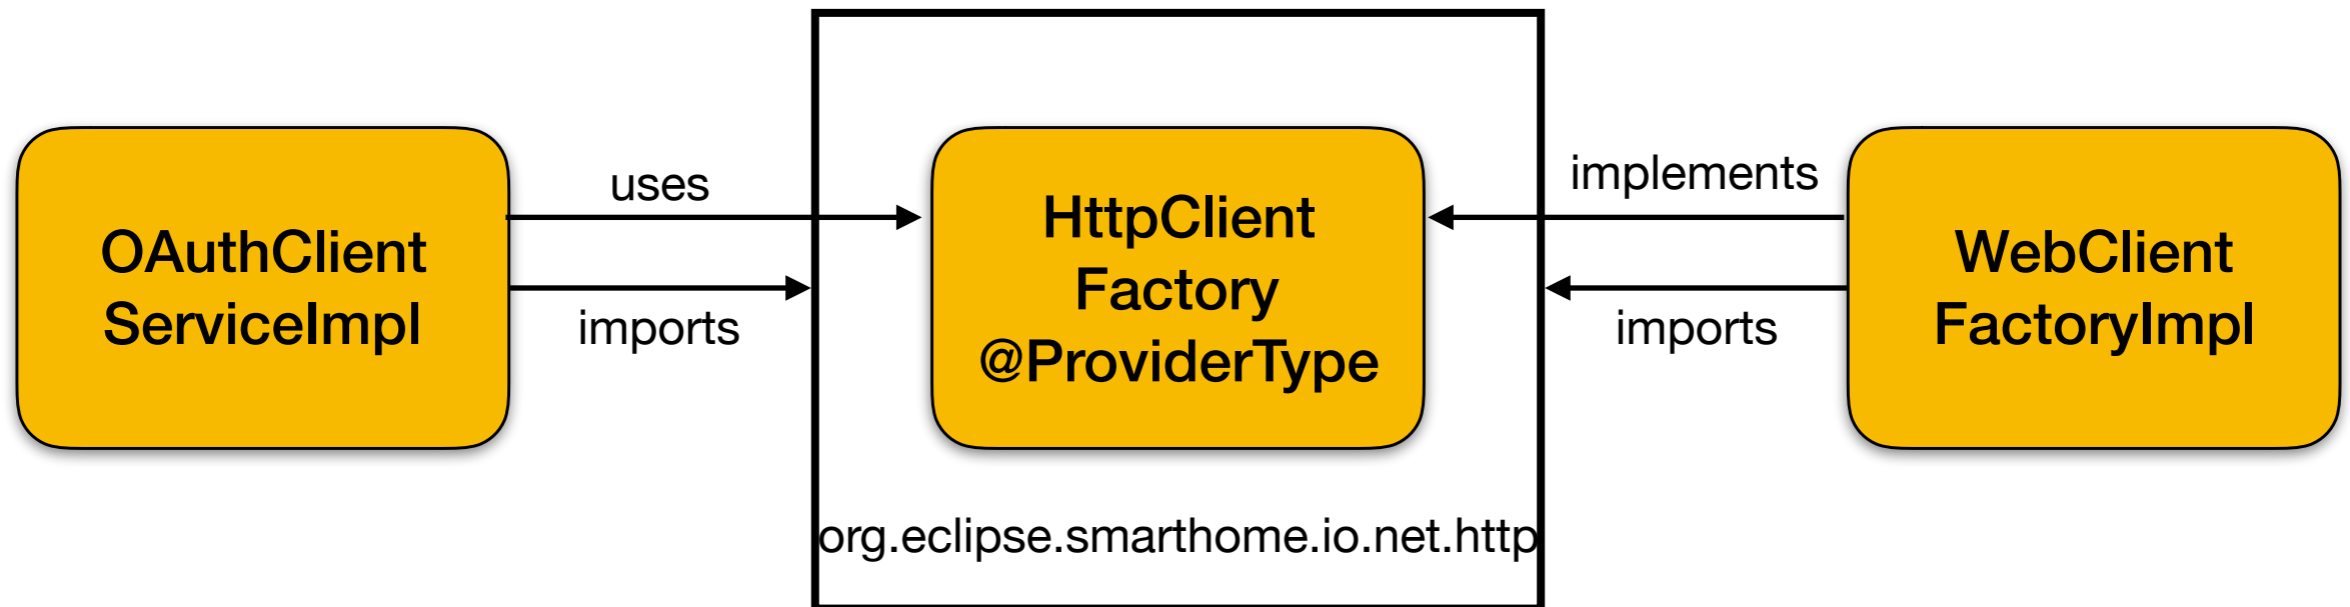 OAuthClient
ServiceImpl
uses
imports
HttpClient
Factory
@ProviderType
org.eclipse.smarthome.io.net.http
implements
imports
WebClient
FactoryImpl